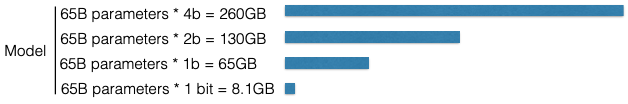 65B parameters * 4b = 260GB
65B parameters * 2b = 130GB
Model
65B parameters * 1b = 65GB
65B parameters * 1 bit = 8.1GB